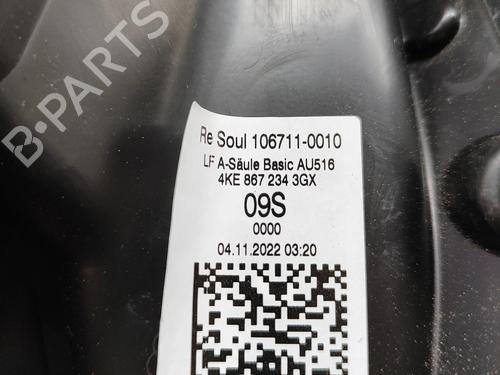 B-PARTS
Re Soul 106711-0010
LF A-Säule Basic AU516
4KE 867 234 3GX
09S
0000
04.11.2022 03:20